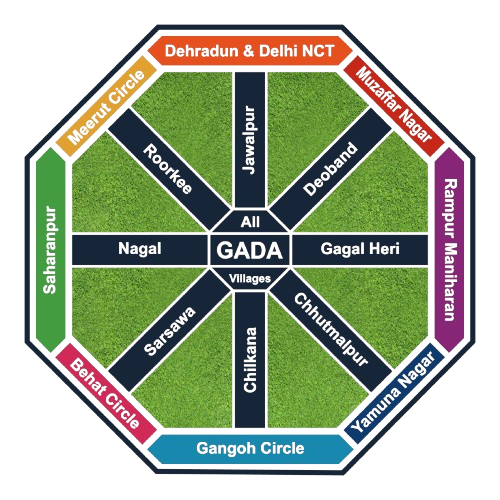 Dehradun & Delhi NCT
Meerut Circle
Muzaffar Nagar
Jawalpur
Roorkee
Deoband
Saharanpur
Rampur Maniharan
All
Nagal
GADA
Gagal Heri
Villages
Sarsawa
Chilkana
Chhutmalpur
Behat Circle
Yamuna Nagar
Gangoh Circle